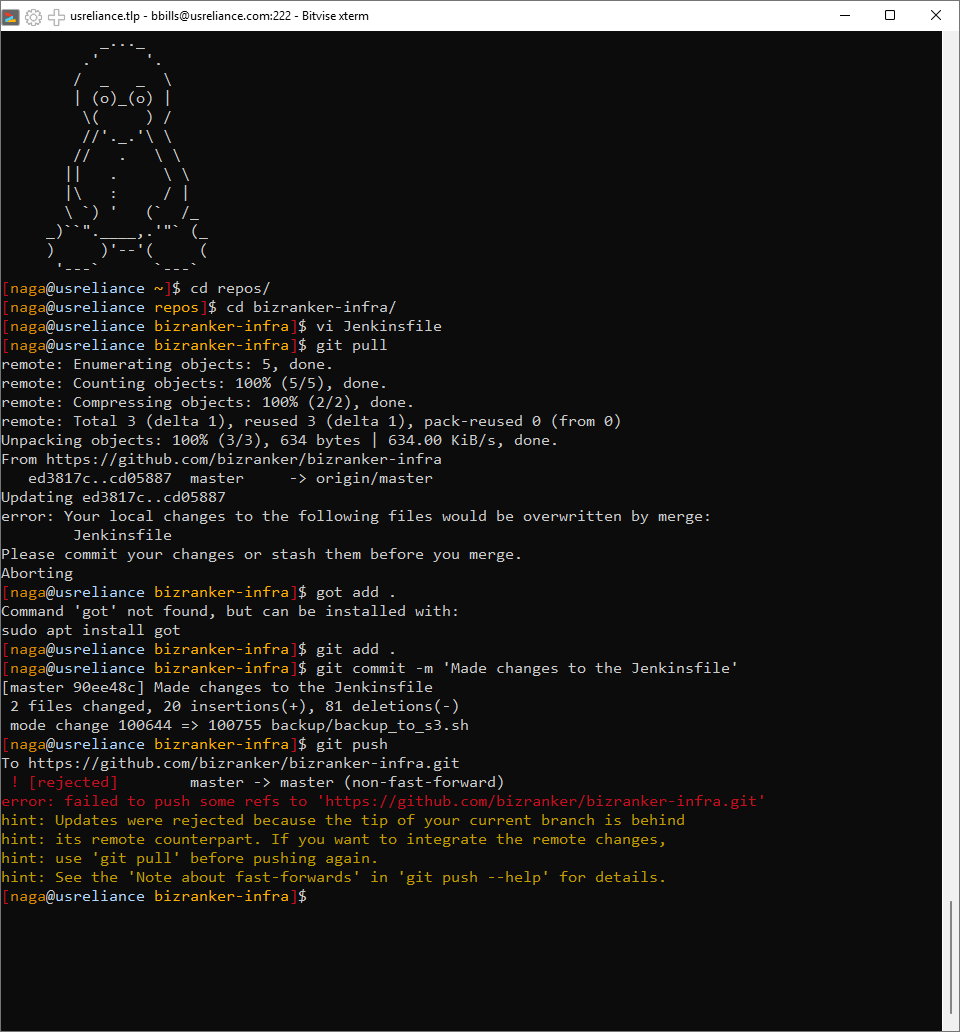 usreliance.tlp - bbills@usreliance.com:222 - Bitvise xterm
         _..._
       .'     '.
      /  _   _  \
      | (o)_(o) |
       \(     ) /
       //'._.'\ \
      //   .   \ \
     ||   .     \ \
     |\   :     / |
     \ `) '   (`  /_
   _)``".____,.'"` (_
   )     )'--'(     (
    '---`      `---`
[naga@usreliance ~]$ cd repos/
[naga@usreliance repos]$ cd bizranker-infra/
[naga@usreliance bizranker-infra]$ vi Jenkinsfile
[naga@usreliance bizranker-infra]$ git pull
remote: Enumerating objects: 5, done.
remote: Counting objects: 100% (5/5), done.
remote: Compressing objects: 100% (2/2), done.
remote: Total 3 (delta 1), reused 3 (delta 1), pack-reused 0 (from 0)
Unpacking objects: 100% (3/3), 634 bytes | 634.00 KiB/s, done.
From https://github.com/bizranker/bizranker-infra
   ed3817c..cd05887  master     -> origin/master
Updating ed3817c..cd05887
error: Your local changes to the following files would be overwritten by merge:
        Jenkinsfile
Please commit your changes or stash them before you merge.
Aborting
[naga@usreliance bizranker-infra]$ got add .
Command 'got' not found, but can be installed with:
sudo apt install got
[naga@usreliance bizranker-infra]$ git add .
[naga@usreliance bizranker-infra]$ git commit -m 'Made changes to the Jenkinsfile'
[master 90ee48c] Made changes to the Jenkinsfile
 2 files changed, 20 insertions(+), 81 deletions(-)
 mode change 100644 => 100755 backup/backup_to_s3.sh
[naga@usreliance bizranker-infra]$ git push
To https://github.com/bizranker/bizranker-infra.git
 ! [rejected]        master -> master (non-fast-forward)
error: failed to push some refs to 'https://github.com/bizranker/bizranker-infra.git'
hint: Updates were rejected because the tip of your current branch is behind
hint: its remote counterpart. If you want to integrate the remote changes,
hint: use 'git pull' before pushing again.
hint: See the 'Note about fast-forwards' in 'git push --help' for details.
[naga@usreliance bizranker-infra]$